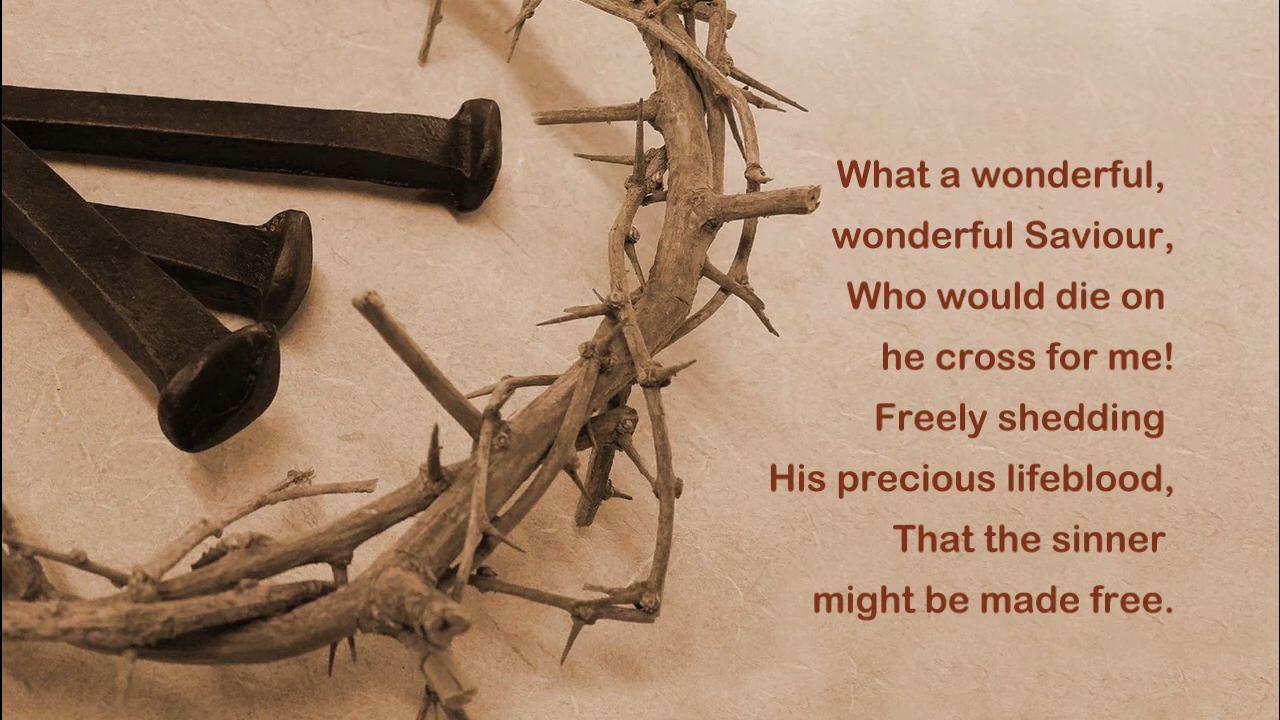 What a wonderful,
wonderful Saviour,
Who would die on
he cross for me!
Freely shedding
His precious lifeblood,
That the sinner
might be made free.